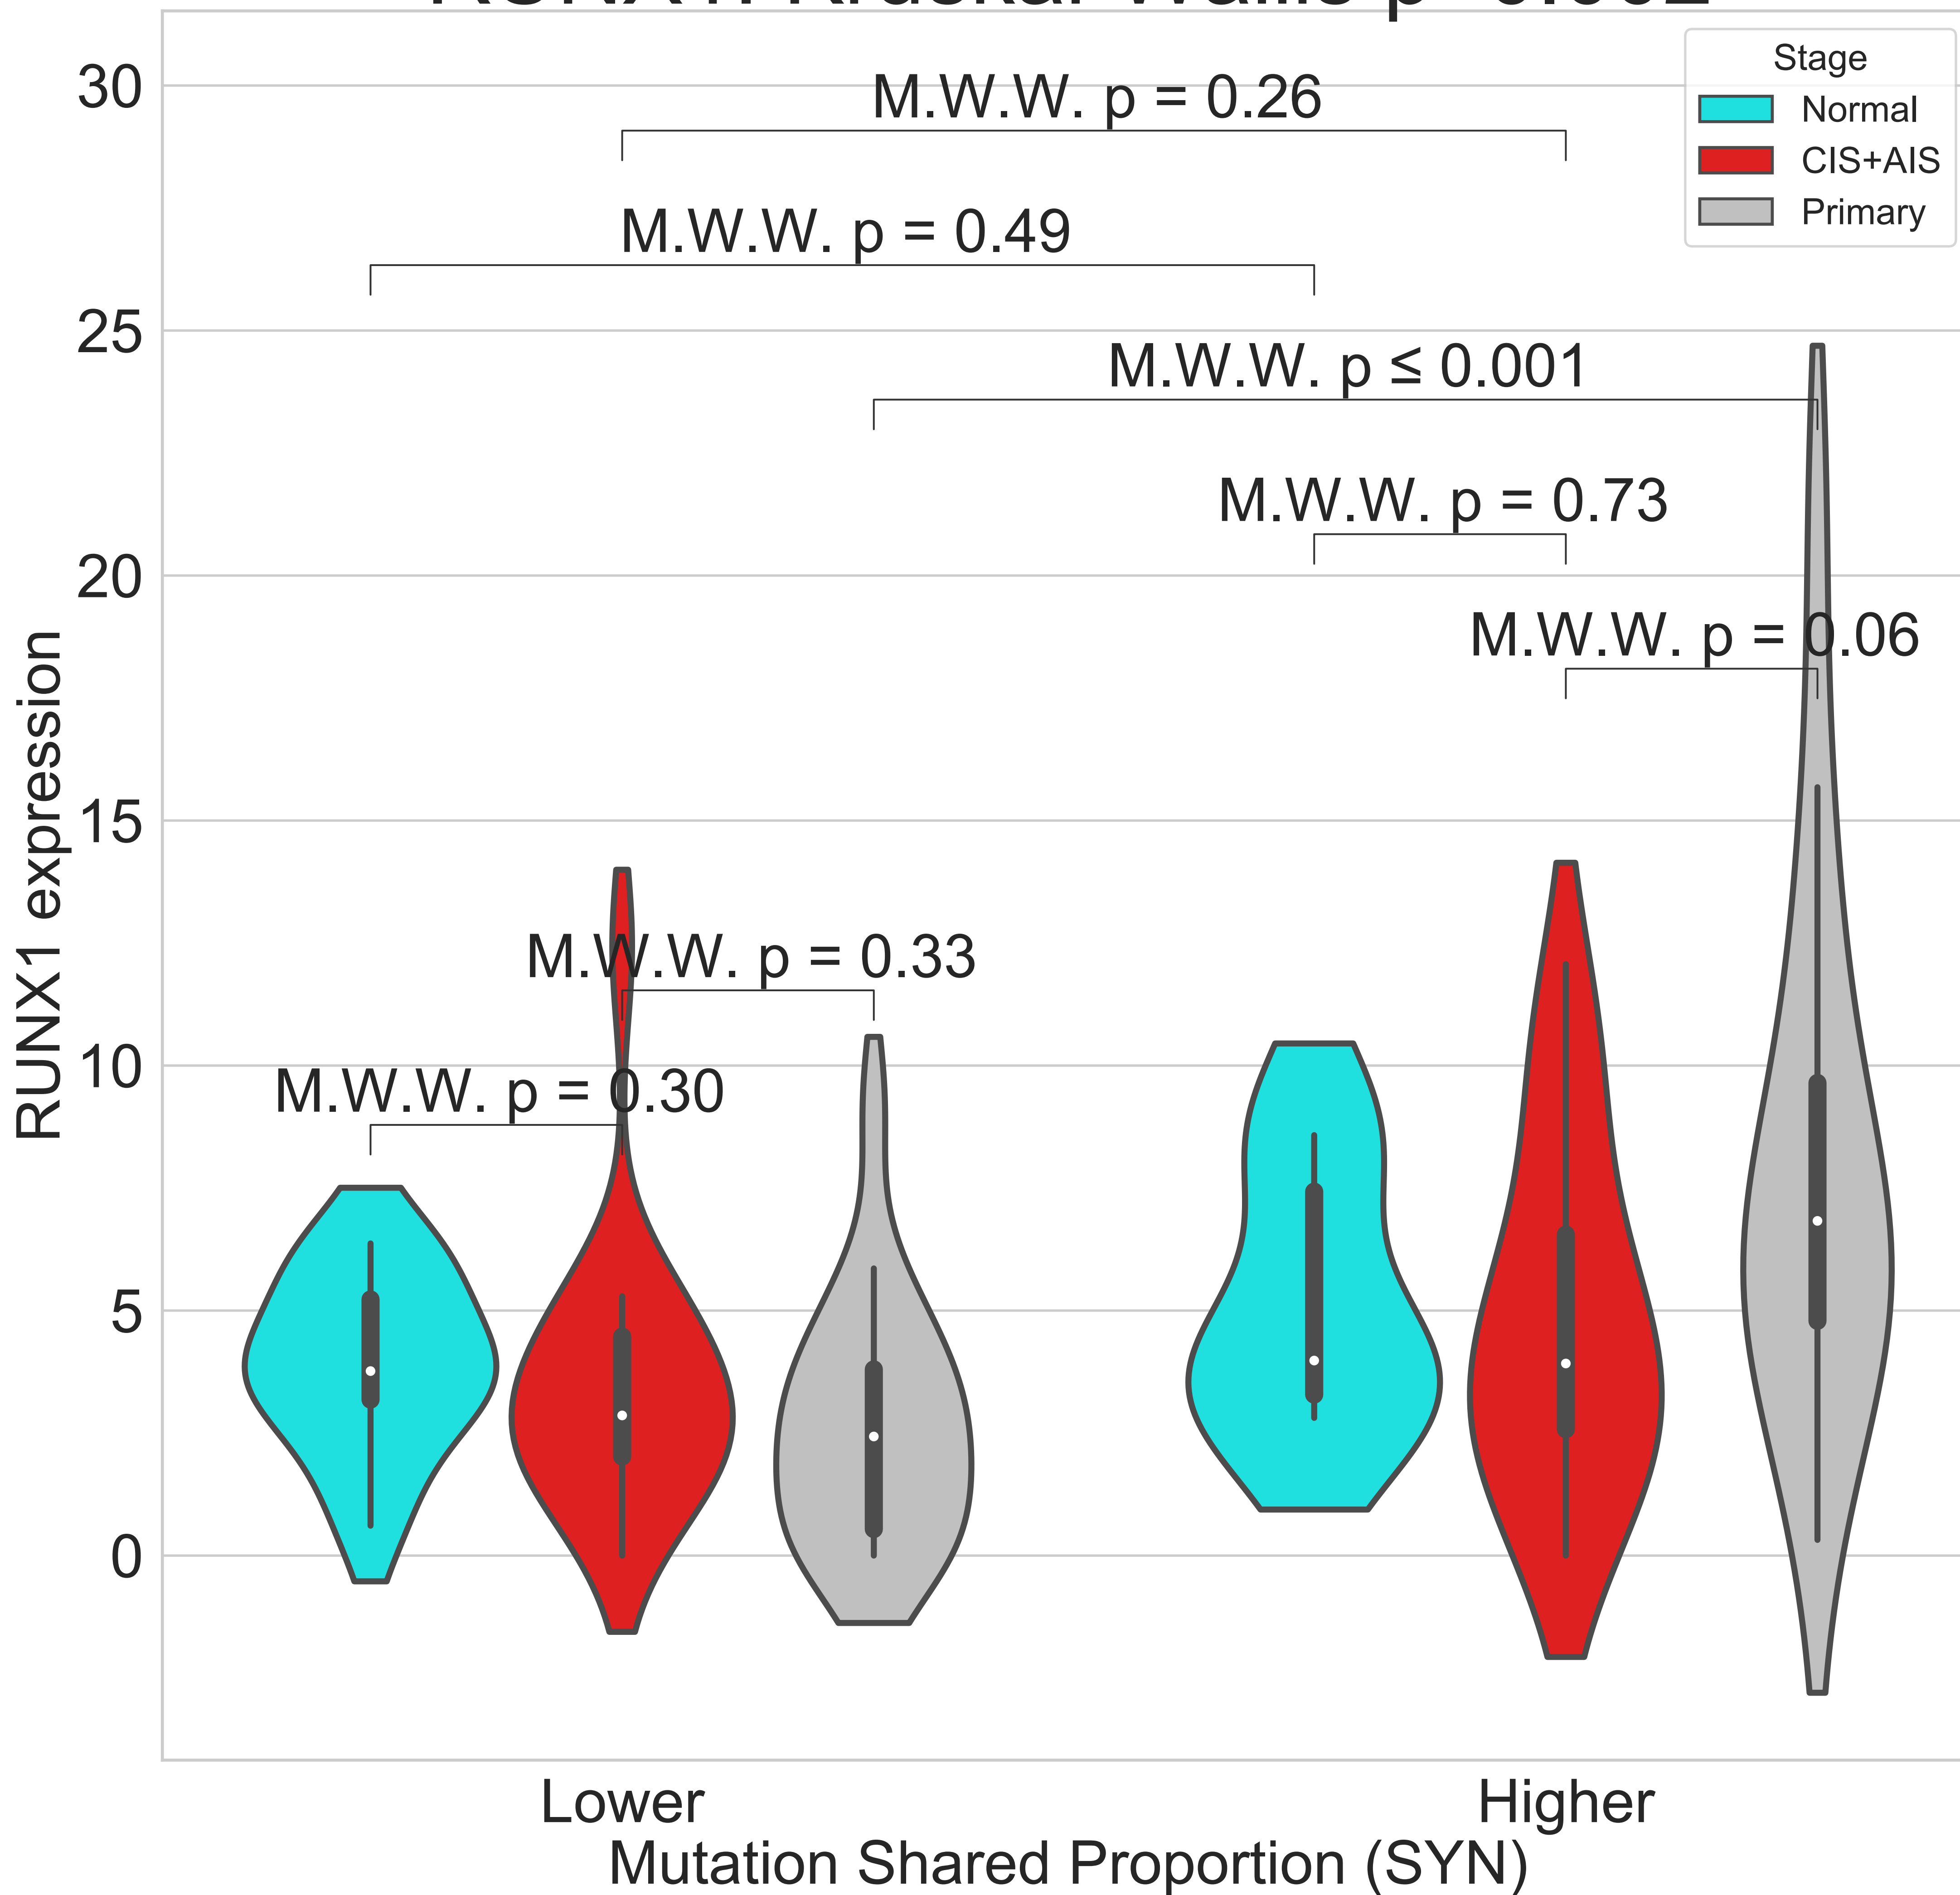 Stage
Normal
CIS+AIS
Primary
30
25
20
15
10
5
0
RUNX1 expression
M.W.W. p = 0.26
M.W.W. p = 0.49
M.W.W. p ≤ 0.001
M.W.W. p = 0.73
M.W.W. p = 0.06
M.W.W. p = 0.33
M.W.W. p = 0.30
Lower
Higher
Mutation Shared Proportion (SYN)